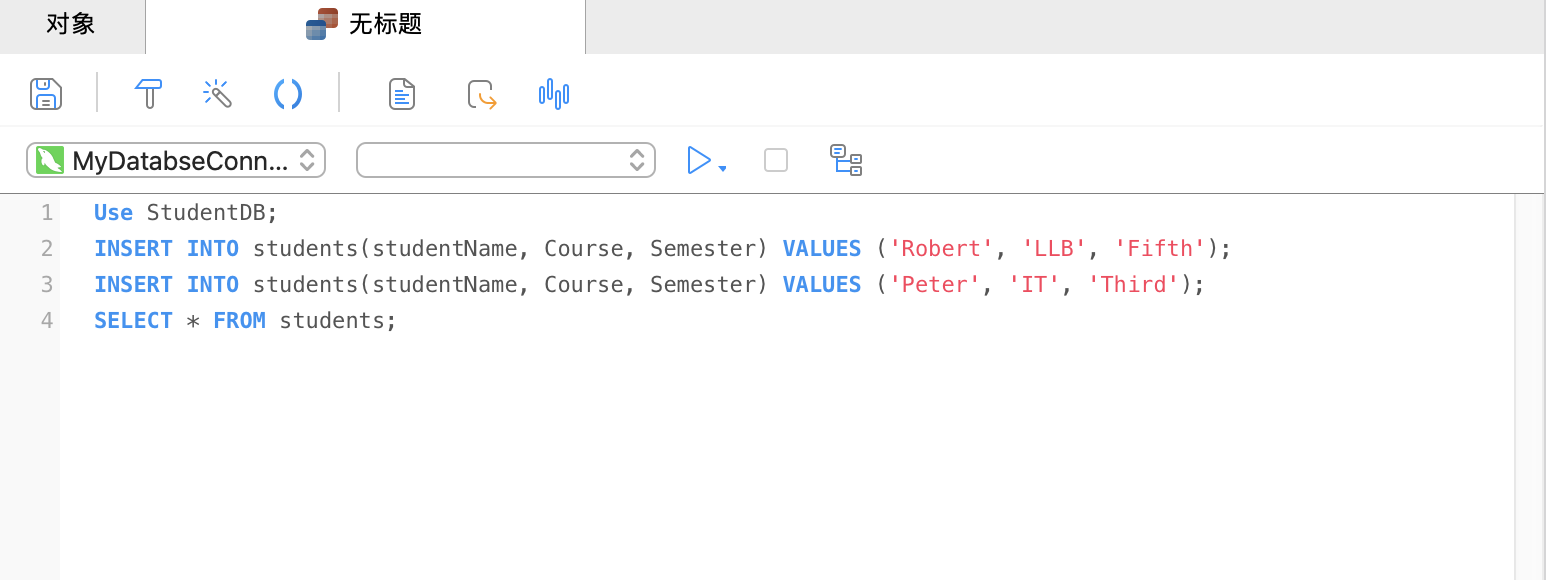 对象
无标题
MyDatabseConn...
1 Use StudentDB;
2 INSERT INTO students(studentName, Course, Semester) VALUES ('Robert', 'LLB', 'Fifth');
3 INSERT INTO students(studentName, Course, Semester) VALUES ('Peter', 'IT', 'Third');
4 SELECT * FROM students;